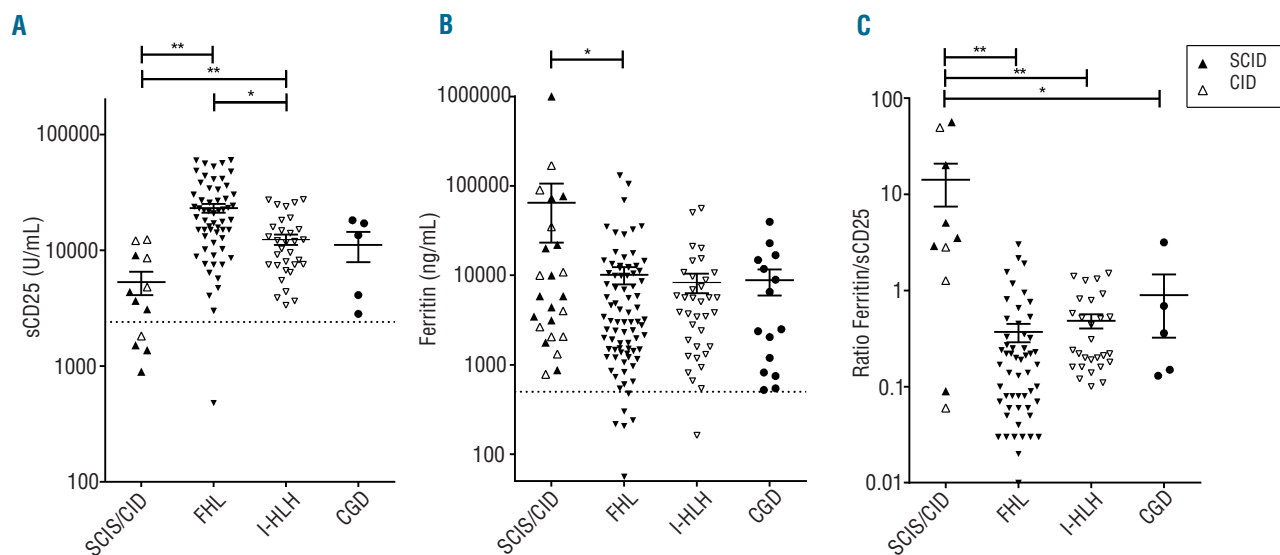 A
**
**
*
100000
10000
1000
100
sCD25 (U/mL)
SCIS/CID
FHL
I-HLH
CGD
B
*
1000000
100000
10000
1000
100
Ferritin (ng/mL)
SCIS/CID
FHL
I-HLH
CGD
C
**
**
*
100
10
1
0.1
0.01
Ratio Ferritin/sCD25
SCIS/CID
FHL
I-HLH
CGD
SCID
CID